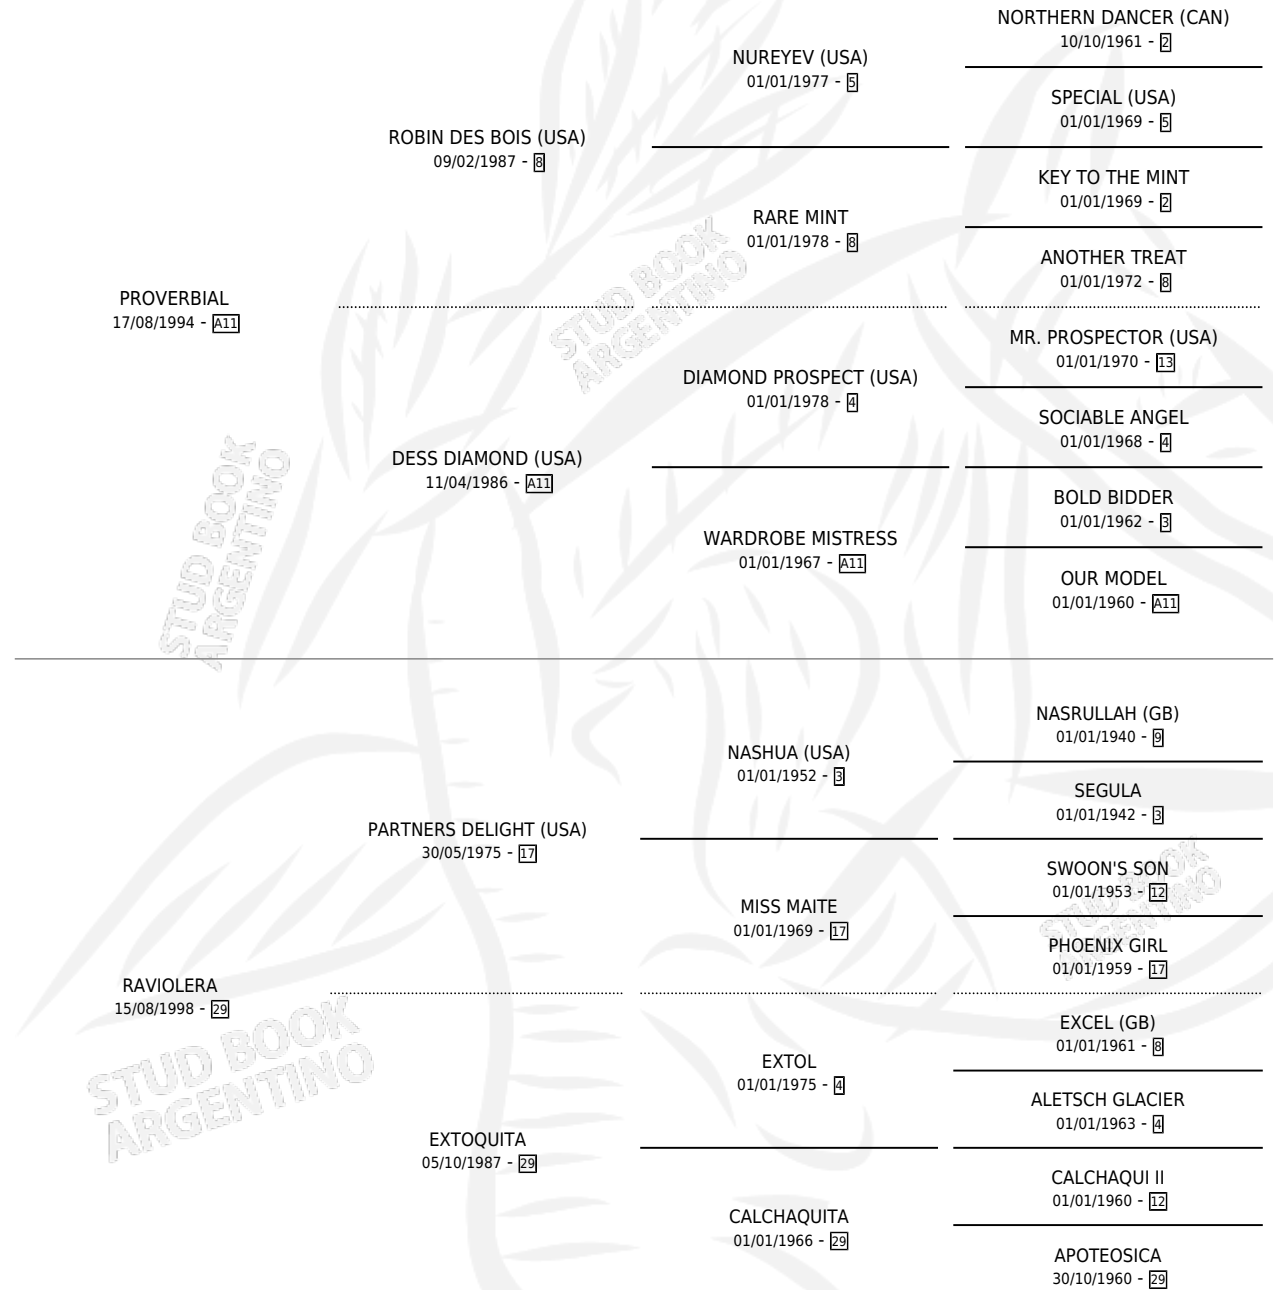 NORTHERN DANCER (CAN)
10/10/1961 - 2
NUREYEV (USA)
01/01/1977 - 5
SPECIAL (USA)
01/01/1969 - 5
ROBIN DES BOIS (USA)
09/02/1987 - 8
KEY TO THE MINT
01/01/1969 - 2
RARE MINT
01/01/1978 - 8
ANOTHER TREAT
01/01/1972 - 8
PROVERBIAL
17/08/1994 - A11
MR. PROSPECTOR (USA)
01/01/1970 - 13
DIAMOND PROSPECT (USA)
01/01/1978 - 4
SOCIABLE ANGEL
01/01/1968 - 4
DESS DIAMOND (USA)
11/04/1986 - A11
BOLD BIDDER
01/01/1962 - 3
WARDROBE MISTRESS
01/01/1967 - A11
OUR MODEL
01/01/1960 - A11
NASRULLAH (GB)
01/01/1940 - 9
NASHUA (USA)
01/01/1952 - 3
SEGULA
01/01/1942 - 3
PARTNERS DELIGHT (USA)
30/05/1975 - 17
SWOON'S SON
01/01/1953 - 12
MISS MAITE
01/01/1969 - 17
PHOENIX GIRL
01/01/1959 - 17
RAVIOLERA
15/08/1998 - 29
EXCEL (GB)
01/01/1961 - 8
EXTOL
01/01/1975 - 4
ALETSCH GLACIER
01/01/1963 - 4
EXTOQUITA
05/10/1987 - 29
CALCHAQUI II
01/01/1960 - 12
CALCHAQUITA
01/01/1966 - 29
APOTEOSICA
30/10/1960 - 29
STUD BOOK
ARGENTINO
STUD BOOK
ARGENTINO
STUD BOOK
ARGENTINO
STUD BOOK
ARGENTINO